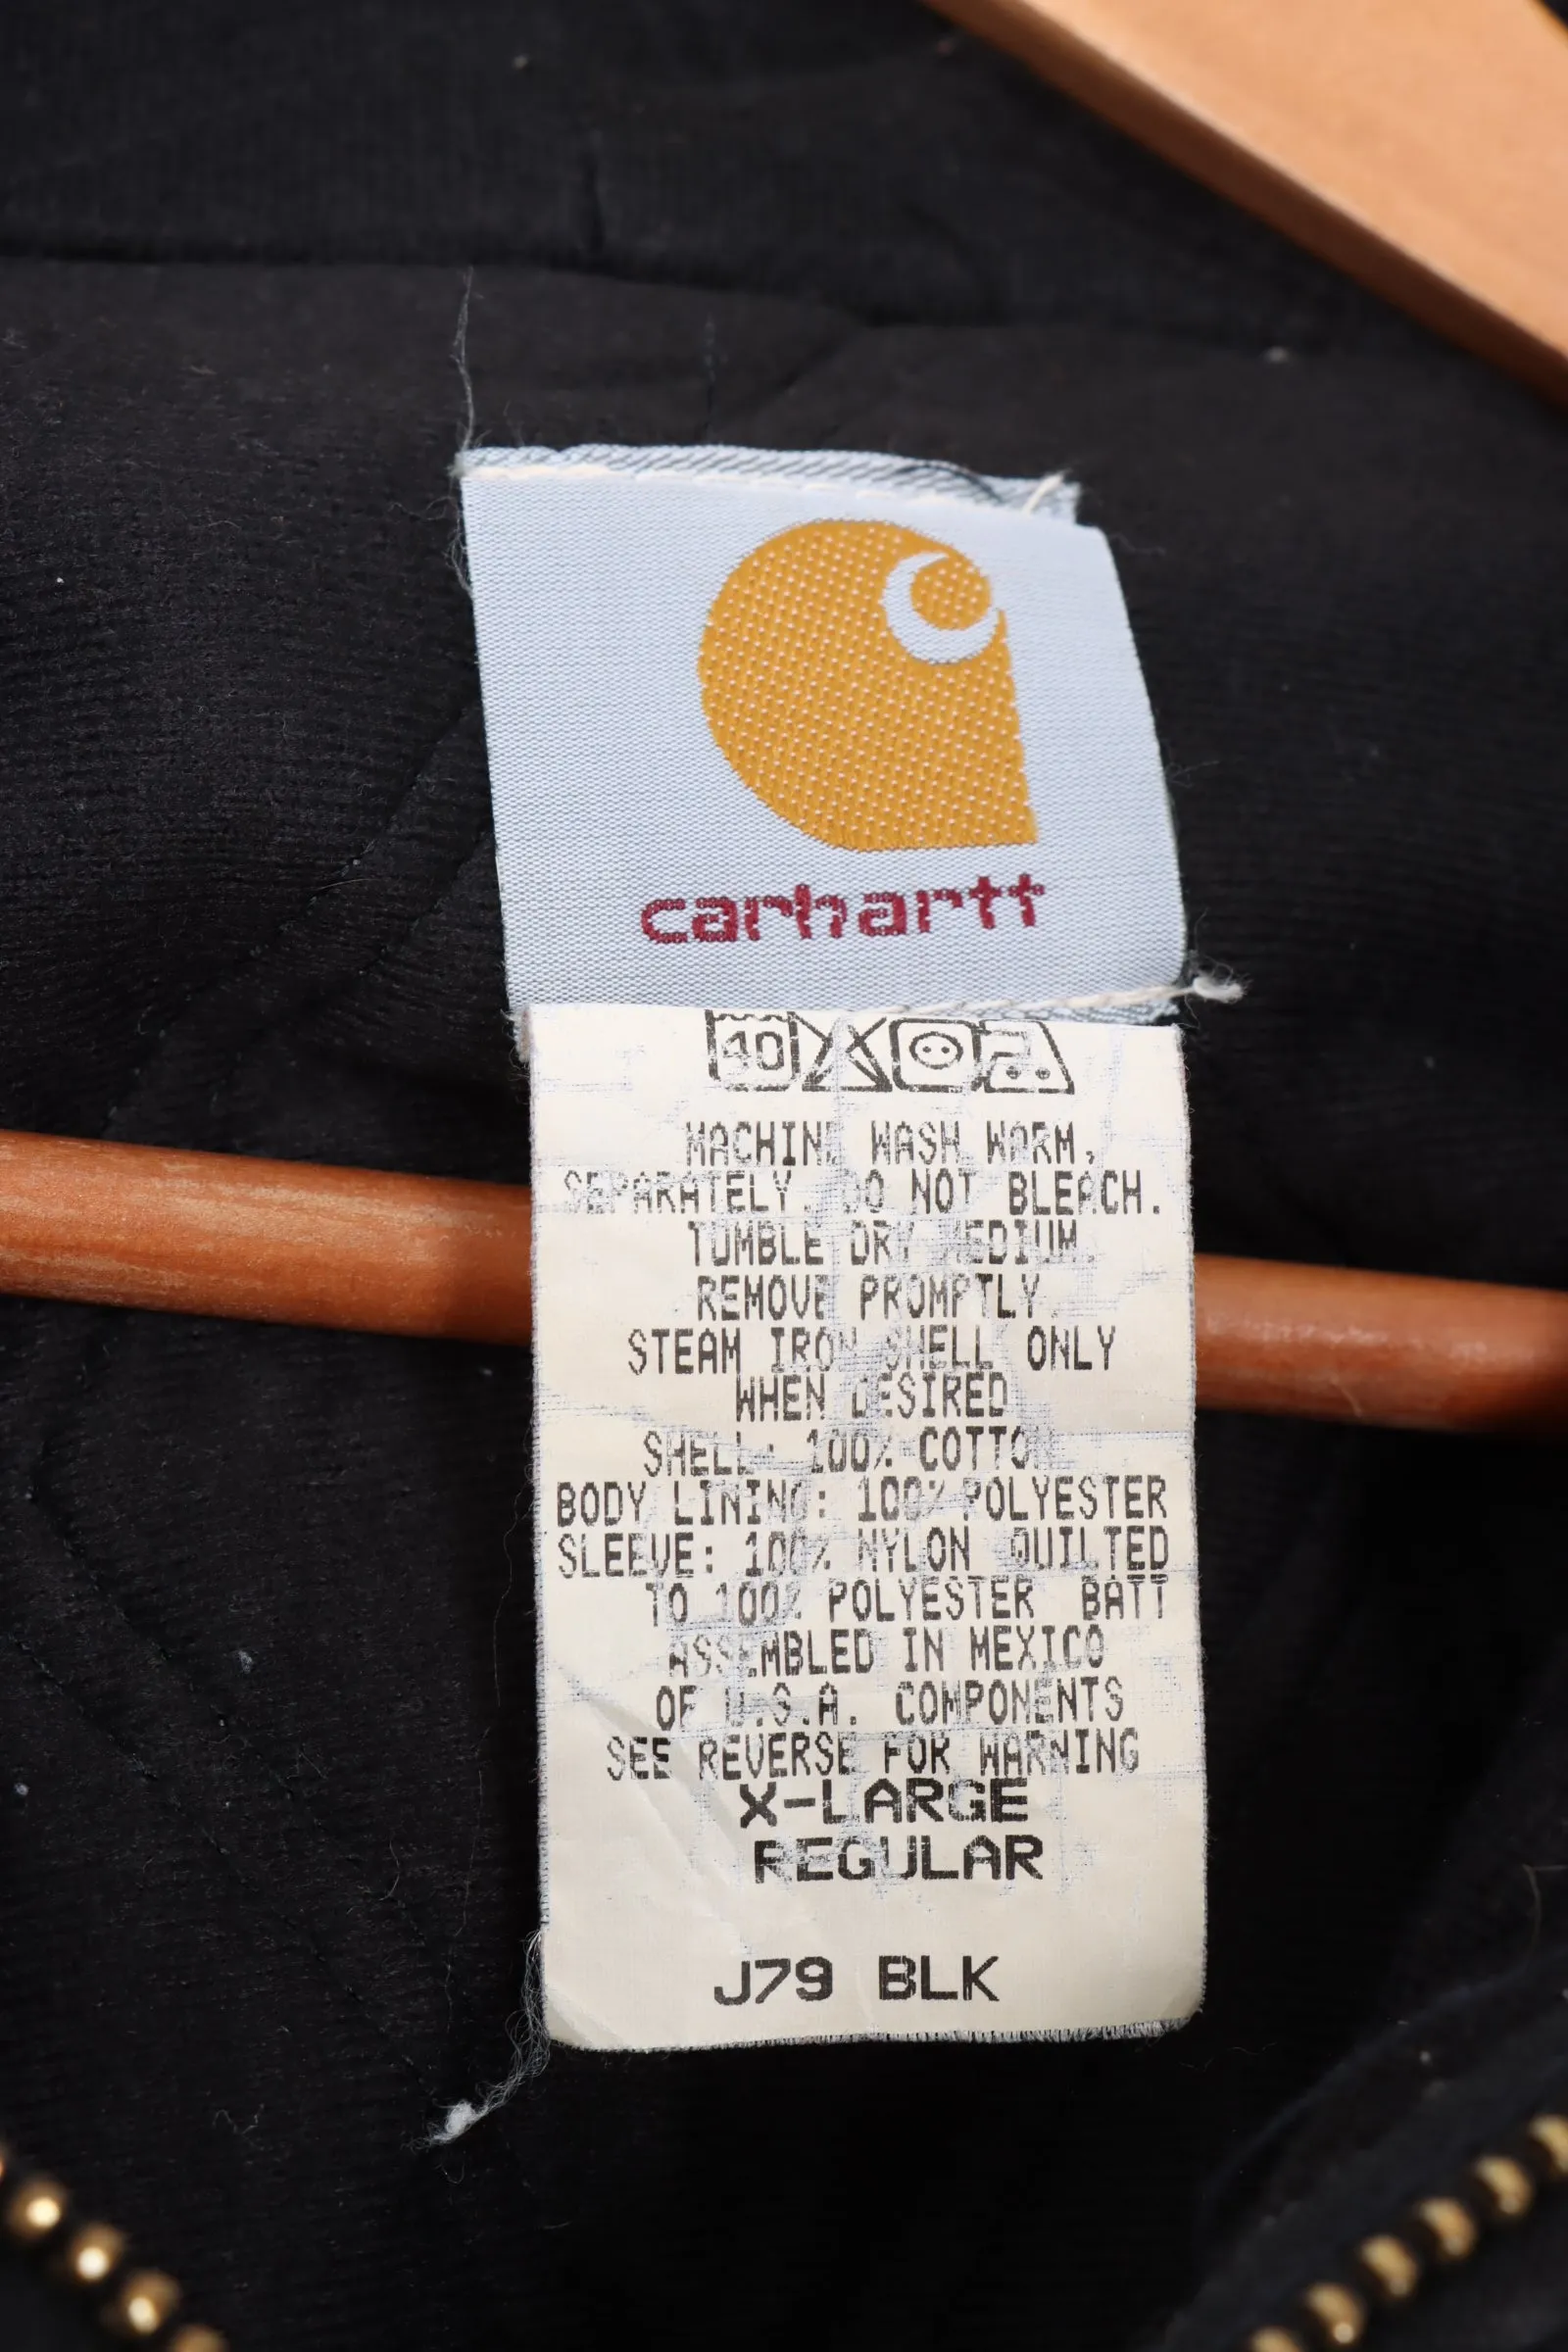 carhartt
40
MACHINE WASH WARM,
SEPARATELY. DO NOT BLEACH.
TUMBLE DRY MEDIUM.
REMOVE PROMPTLY.
STEAM IRON SHELL ONLY
WHEN DESIRED
SHELL: 100% COTTON
BODY LINING: 100% POLYESTER
SLEEVE: 100% NYLON QUILTED
TO 100% POLYESTER BATT
ASSEMBLED IN MEXICO
OF U.S.A. COMPONENTS
SEE REVERSE FOR WARNING
X-LARGE
REGULAR
J79 BLK